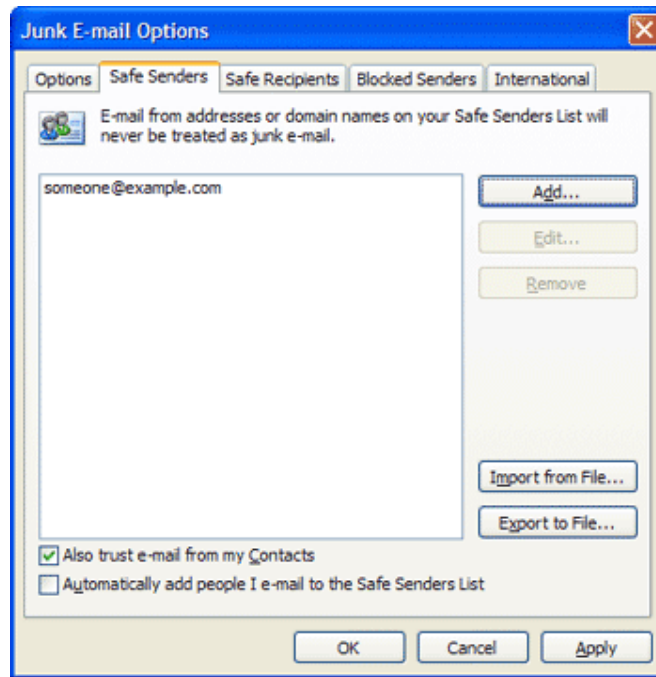 Junk E-mail Options
Options Safe Senders Safe Recipients Blocked Senders International
E-mail from addresses or domain names on your Safe Senders List will
never be treated as junk e-mail.
someone@example.com
Add...
Edit...
Remove
Import from File...
Export to File...
Also trust e-mail from my Contacts
Automatically add people I e-mail to the Safe Senders List
OK Cancel Apply